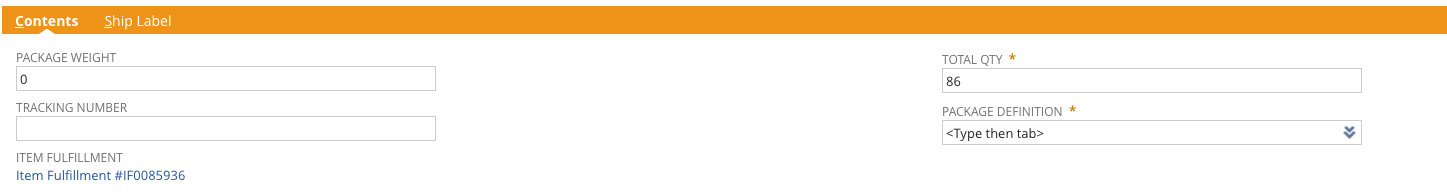 Contents Ship Label
PACKAGE WEIGHT
0
TRACKING NUMBER
ITEM FULFILLMENT
Item Fulfillment #IF0085936
TOTAL QTY *
86
PACKAGE DEFINITION *
<Type then tab>